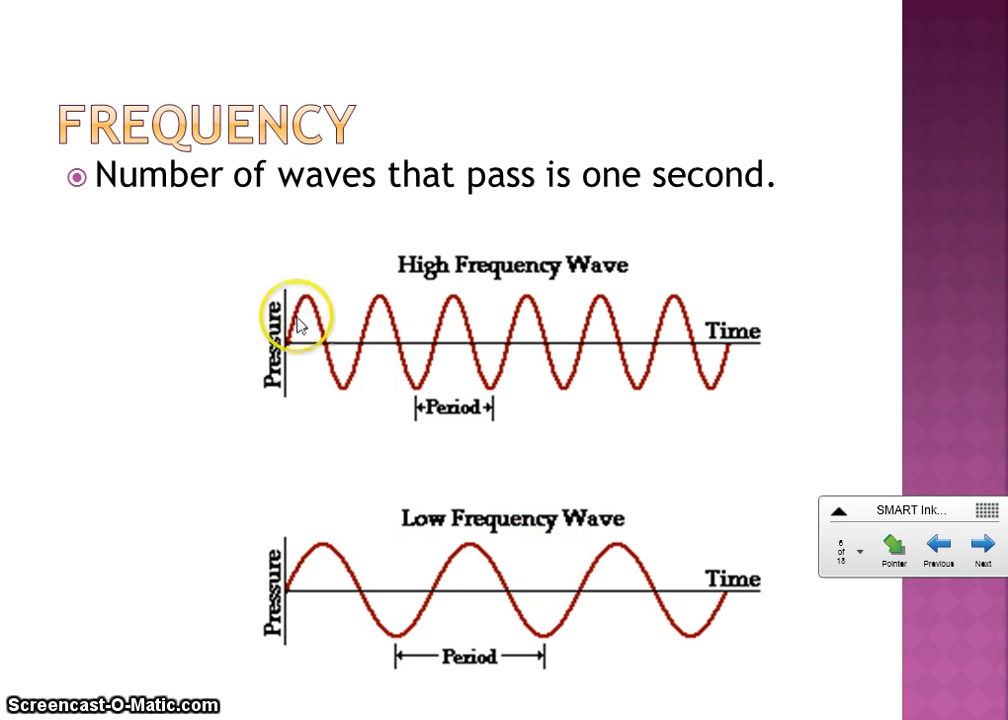 FREQUENCY
Number of waves that pass is one second.
High Frequency Wave
Pressure
Time
Period
Low Frequency Wave
Pressure
Time
Period
SMART Ink...
6
of
18
Pointer
Previous
Next
Screencast-O-Matic.com